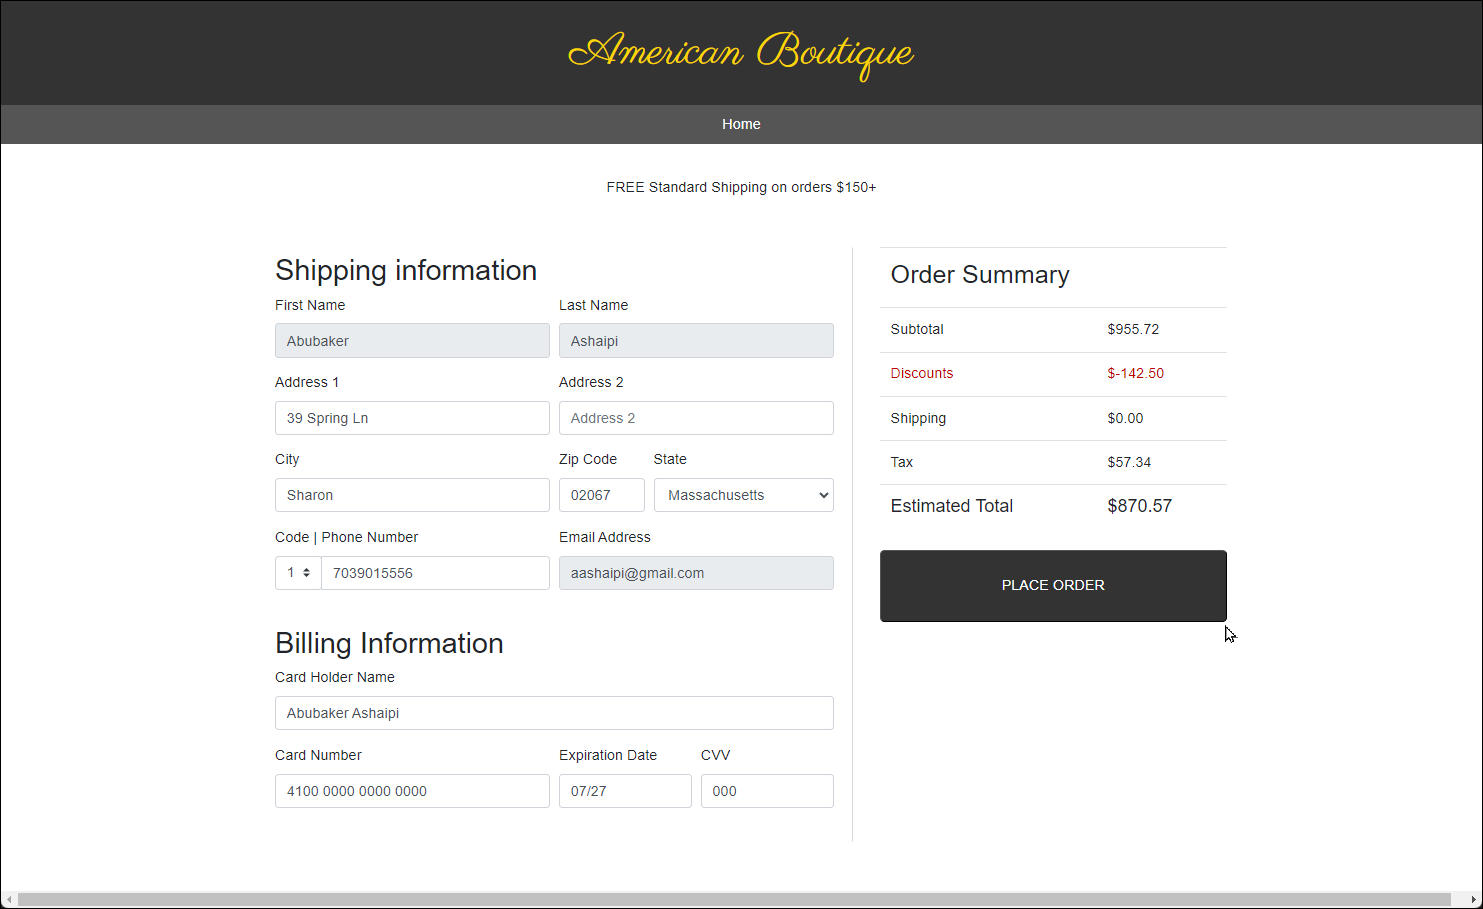 American Boutique
Home
FREE Standard Shipping on orders $150+
Shipping information
First Name Last Name
Abubaker Ashaipi
Address 1 Address 2
39 Spring Ln Address 2
City Zip Code State
Sharon 02067 Massachusetts
Code | Phone Number Email Address
1 7039015556 aashaipi@gmail.com
Billing Information
Card Holder Name
Abubaker Ashaipi
Card Number Expiration Date CVV
4100 0000 0000 0000 07/27 000
Order Summary
Subtotal $955.72
Discounts $-142.50
Shipping $0.00
Tax $57.34
Estimated Total $870.57
PLACE ORDER